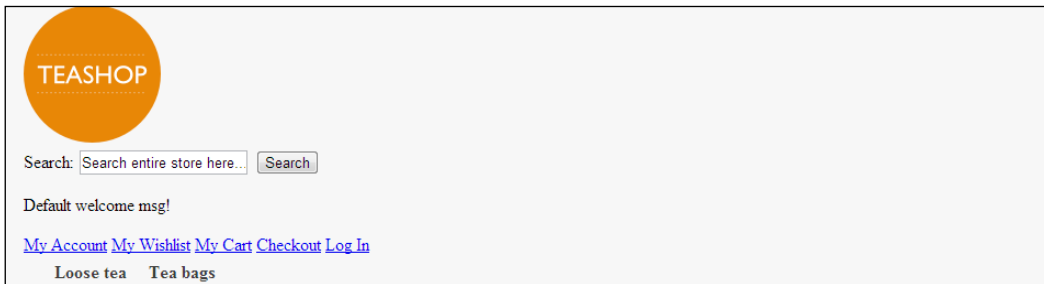 TEASHOP
Search: Search entire store here... Search
Default welcome msg!
My Account My Wishlist My Cart Checkout Log In
Loose tea Tea bags